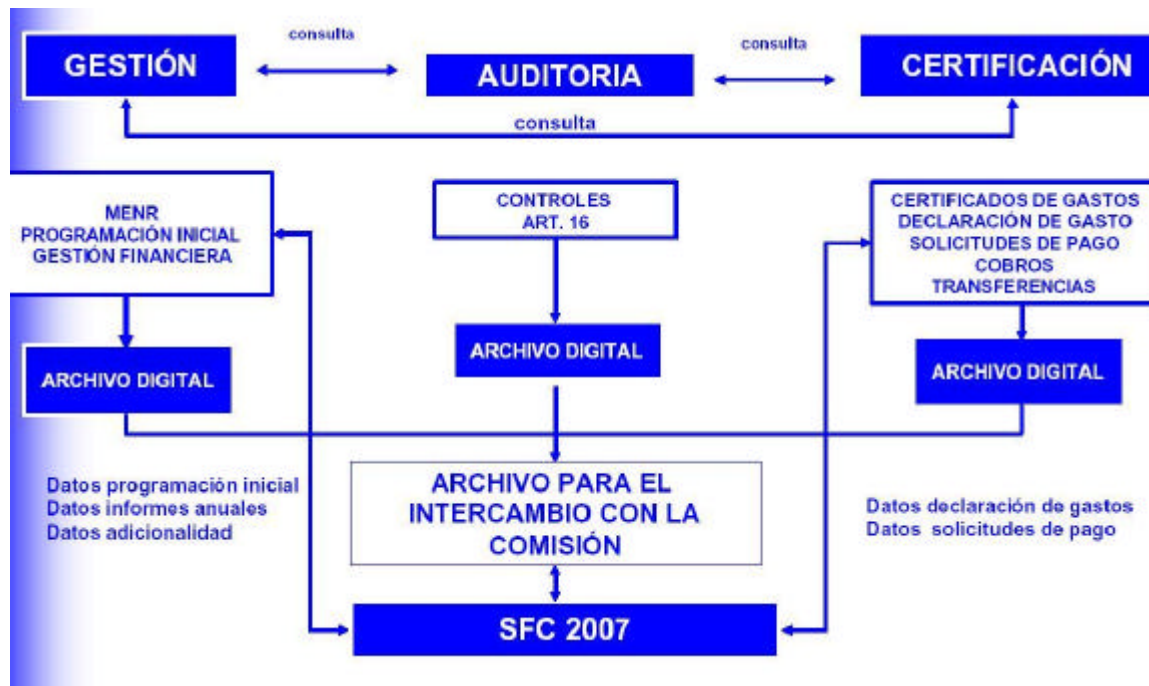 consulta
consulta
GESTIÓN
AUDITORIA
CERTIFICACIÓN
consulta
MENR
PROGRAMACIÓN INICIAL
GESTIÓN FINANCIERA
CONTROLES
ART. 16
CERTIFICADOS DE GASTOS
DECLARACIÓN DE GASTO
SOLICITUDES DE PAGO
COBROS
TRANSFERENCIAS
ARCHIVO DIGITAL
ARCHIVO DIGITAL
ARCHIVO DIGITAL
Datos programación inicial
Datos informes anuales
Datos adicionalidad
ARCHIVO PARA EL
INTERCAMBIO CON LA
COMISIÓN
Datos declaración de gastos
Datos solicitudes de pago
SFC 2007